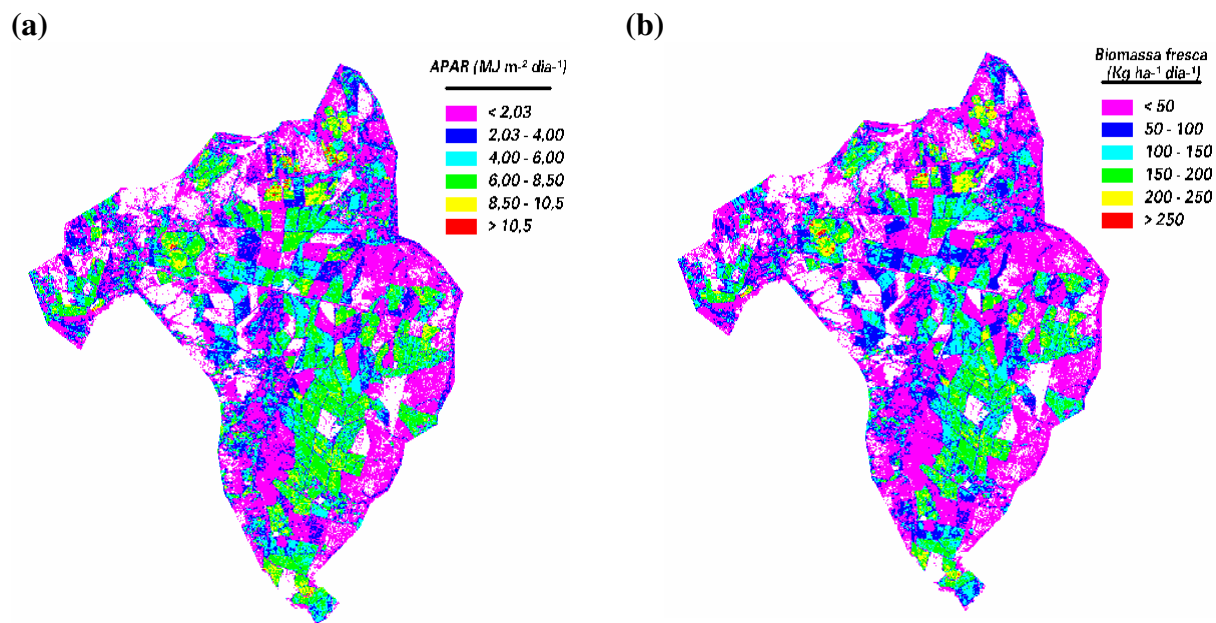 (a)
APAR (MJ m-² dia-¹)
< 2,03
2,03 - 4,00
4,00 - 6,00
6,00 - 8,50
8,50 - 10,5
> 10,5
(b)
Biomassa fresca
(Kg ha-¹ dia-¹)
< 50
50 - 100
100 - 150
150 - 200
200 - 250
> 250